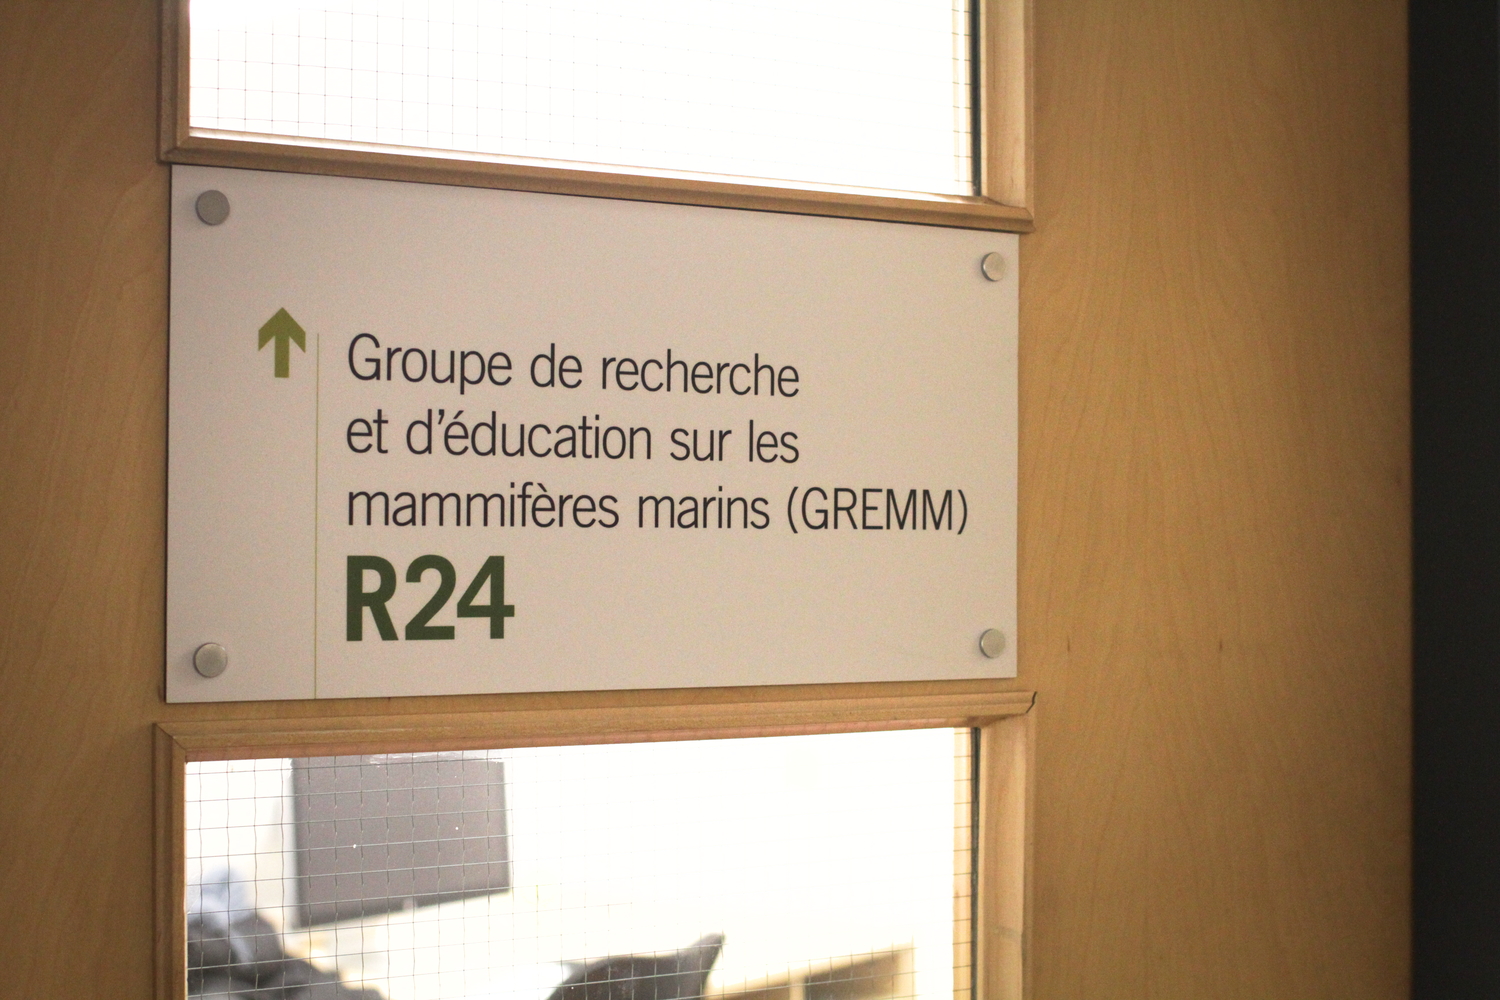 Groupe de recherche
et d’éducation sur les
mammifères marins (GREMM)
R24